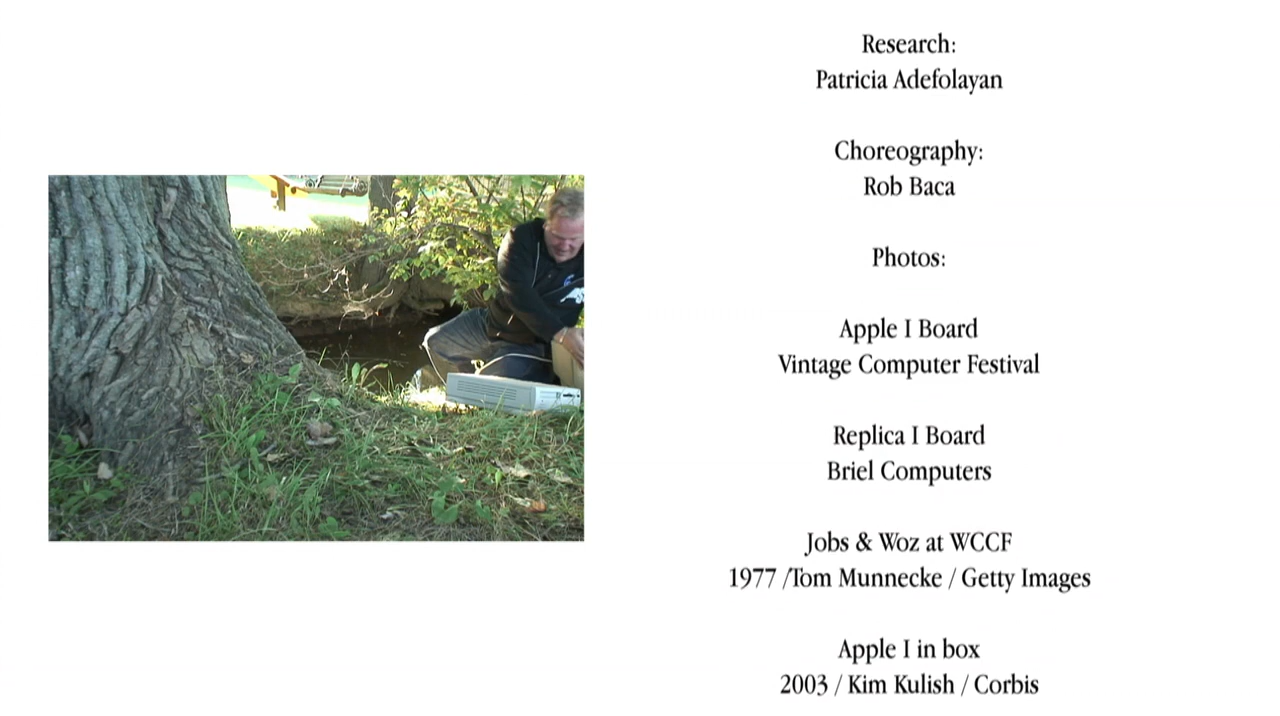 Research:
Patricia Adefolayan
Choreography:
Rob Baca
Photos:
Apple I Board
Vintage Computer Festival
Replica I Board
Briel Computers
Jobs & Woz at WCCF
1977 /Tom Munnecke / Getty Images
Apple I in box
2003 / Kim Kulish / Corbis